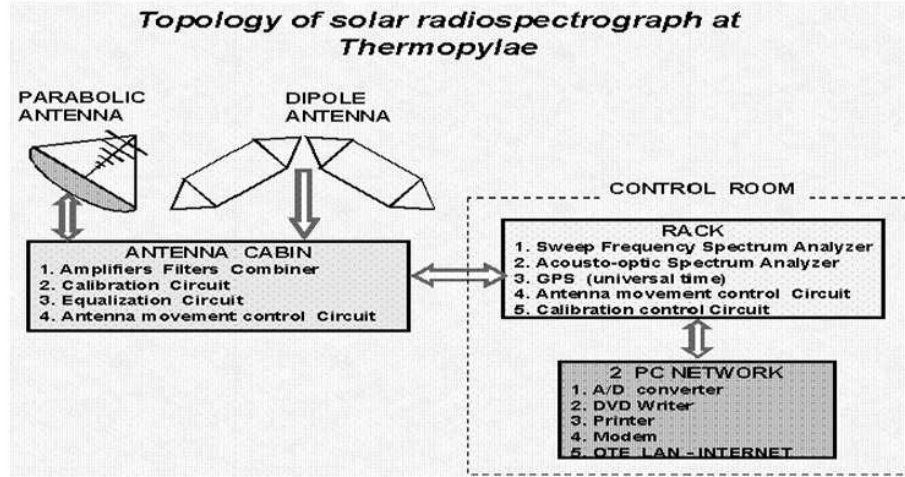 Topology of solar radiospectrograph at
Thermopylae
PARABOLIC
ANTENNA
DIPOLE
ANTENNA
ANTENNA CABIN
1. Amplifiers Filters Combiner
2. Calibration Circuit
3. Equalization Circuit
4. Antenna movement control Circuit
CONTROL ROOM
RACK
1. Sweep Frequency Spectrum Analyzer
2. Acousto-optic Spectrum Analyzer
3. GPS (universal time)
4. Antenna movement control Circuit
5. Calibration control Circuit
2 PC NETWORK
1. A/D converter
2. DVD Writer
3. Printer
4. Modem
5. OTE LAN - INTERNET